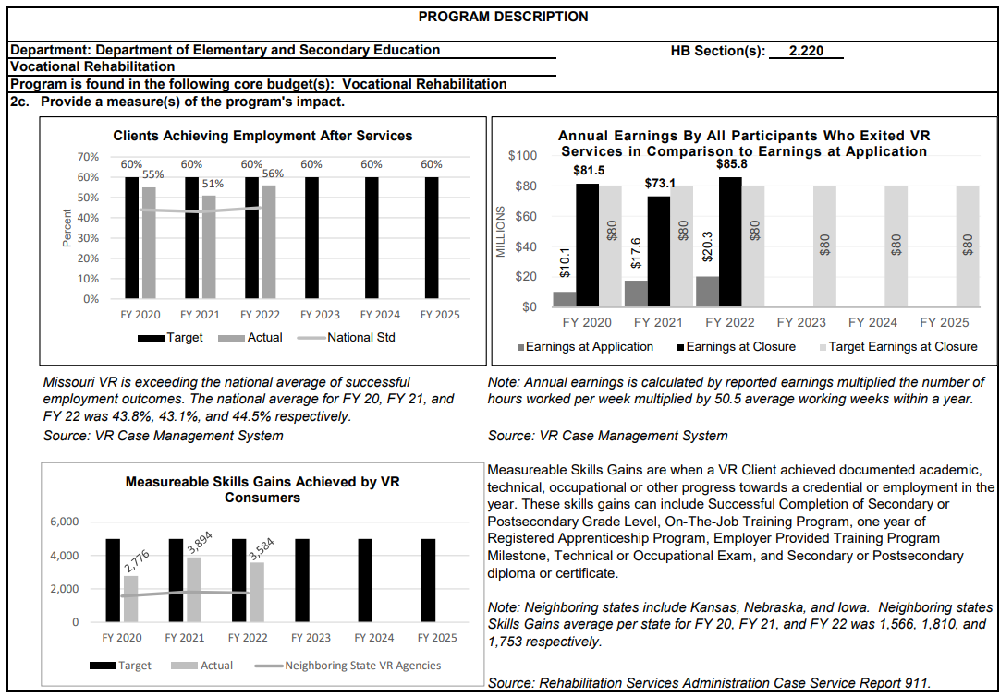 PROGRAM DESCRIPTION
Department: Department of Elementary and Secondary Education
HB Section(s): 2.220
Vocational Rehabilitation
Program is found in the following core budget(s): Vocational Rehabilitation
2c. Provide a measure(s) of the program's impact.
Clients Achieving Employment After Services
70%
60%
50%
40%
30%
20%
10%
0%
Percent
60% 55% 60% 51% 60% 56% 60% 60% 60%
FY 2020 FY 2021 FY 2022 FY 2023 FY 2024 FY 2025
Target Actual National Std
Annual Earnings By All Participants Who Exited VR
Services in Comparison to Earnings at Application
$100
$80
$60
$40
$20
$0
MILLIONS
$10.1 $81.5 $80 $17.6 $73.1 $80 $20.3 $85.8 $80 $80 $80 $80
FY 2020 FY 2021 FY 2022 FY 2023 FY 2024 FY 2025
Earnings at Application Earnings at Closure Target Earnings at Closure
Missouri VR is exceeding the national average of successful
employment outcomes. The national average for FY 20, FY 21, and
FY 22 was 43.8%, 43.1%, and 44.5% respectively.
Source: VR Case Management System
Note: Annual earnings is calculated by reported earnings multiplied the number of
hours worked per week multiplied by 50.5 average working weeks within a year.
Source: VR Case Management System
Measureable Skills Gains Achieved by VR
Consumers
6,000
4,000
2,000
0
2,776 3,894 3,584
FY 2020 FY 2021 FY 2022 FY 2023 FY 2024 FY 2025
Target Actual Neighboring State VR Agencies
Measureable Skills Gains are when a VR Client achieved documented academic,
technical, occupational or other progress towards a credential or employment in the
year. These skills gains can include Successful Completion of Secondary or
Postsecondary Grade Level, On-The-Job Training Program, one year of
Registered Apprenticeship Program, Employer Provided Training Program
Milestone, Technical or Occupational Exam, and Secondary or Postsecondary
diploma or certificate.
Note: Neighboring states include Kansas, Nebraska, and Iowa. Neighboring states
Skills Gains average per state for FY 20, FY 21, and FY 22 was 1,566, 1,810, and
1,753 respectively.
Source: Rehabilitation Services Administration Case Service Report 911.